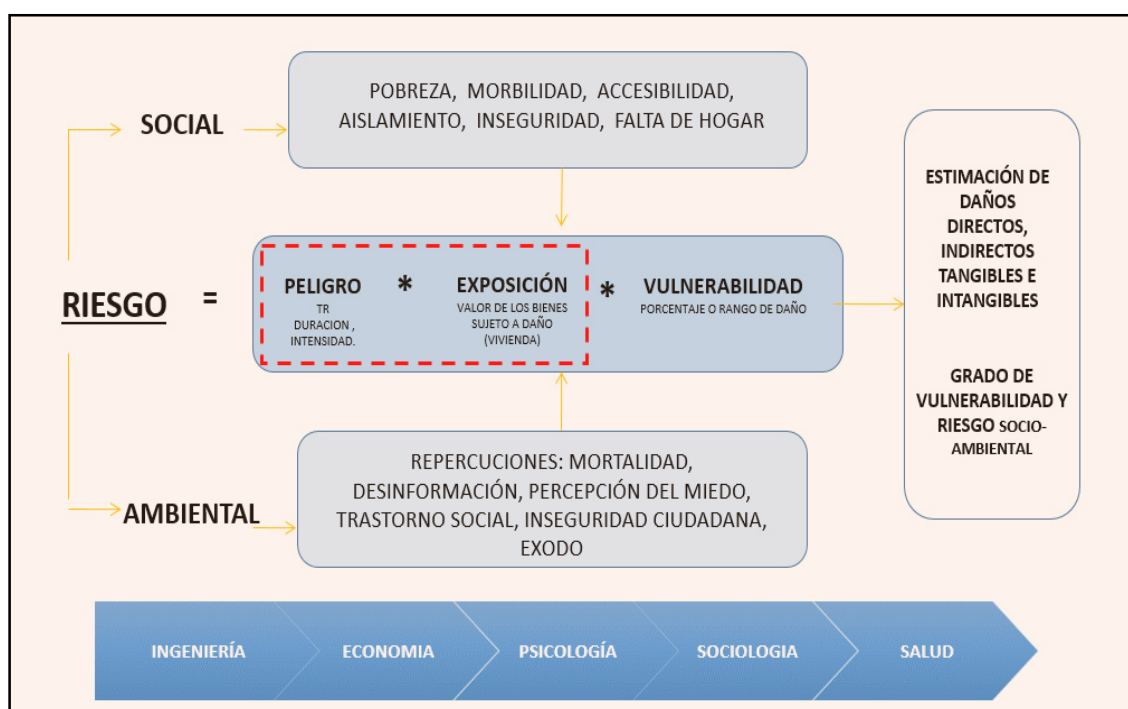 POBREZA, MORBILIDAD, ACCESIBILIDAD,
AISLAMIENTO, INSEGURIDAD, FALTA DE HOGAR
SOCIAL
RIESGO
=
PELIGRO
TR
DURACION ,
INTENSIDAD.
*
EXPOSICIÓN
VALOR DE LOS BIENES
SUJETO A DAÑO
(VIVIENDA)
*
VULNERABILIDAD
PORCENTAJE O RANGO DE DAÑO
ESTIMACIÓN DE
DAÑOS
DIRECTOS,
INDIRECTOS
TANGIBLES E
INTANGIBLES
GRADO DE
VULNERABILIDAD Y
RIESGO SOCIO-
AMBIENTAL
AMBIENTAL
REPERCUCIONES: MORTALIDAD,
DESINFORMACIÓN, PERCEPCIÓN DEL MIEDO,
TRASTORNO SOCIAL, INSEGURIDAD CIUDADANA,
EXODO
INGENIERÍA
ECONOMIA
PSICOLOGÍA
SOCIOLOGIA
SALUD